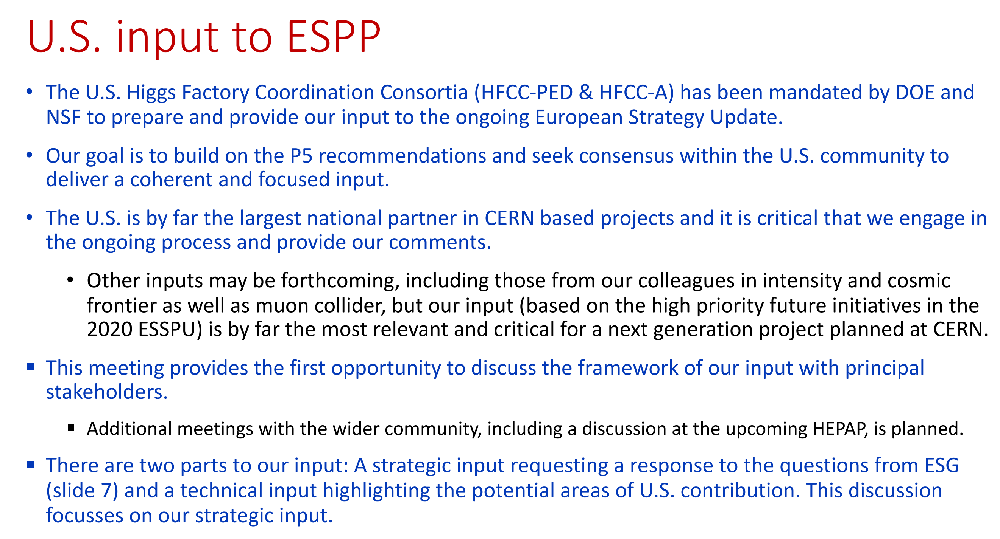 U.S. input to ESPP
• The U.S. Higgs Factory Coordination Consortia (HFCC-PED & HFCC-A) has been mandated by DOE and
NSF to prepare and provide our input to the ongoing European Strategy Update.
• Our goal is to build on the P5 recommendations and seek consensus within the U.S. community to
deliver a coherent and focused input.
• The U.S. is by far the largest national partner in CERN based projects and it is critical that we engage in
the ongoing process and provide our comments.
• Other inputs may be forthcoming, including those from our colleagues in intensity and cosmic
frontier as well as muon collider, but our input (based on the high priority future initiatives in the
2020 ESSPU) is by far the most relevant and critical for a next generation project planned at CERN.
▪ This meeting provides the first opportunity to discuss the framework of our input with principal
stakeholders.
▪ Additional meetings with the wider community, including a discussion at the upcoming HEPAP, is planned.
▪ There are two parts to our input: A strategic input requesting a response to the questions from ESG
(slide 7) and a technical input highlighting the potential areas of U.S. contribution. This discussion
focusses on our strategic input.